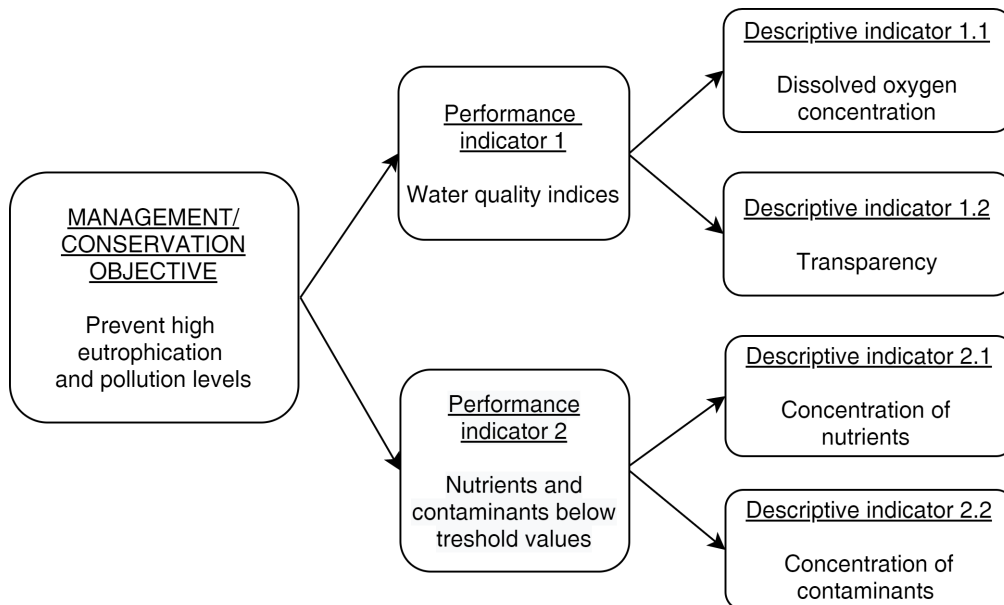 MANAGEMENT/
CONSERVATION
OBJECTIVE
Prevent high
eutrophication
and pollution levels
Performance
indicator 1
Water quality indices
Performance
indicator 2
Nutrients and
contaminants below
treshold values
Descriptive indicator 1.1
Dissolved oxygen
concentration
Descriptive indicator 1.2
Transparency
Descriptive indicator 2.1
Concentration of
nutrients
Descriptive indicator 2.2
Concentration of
contaminants